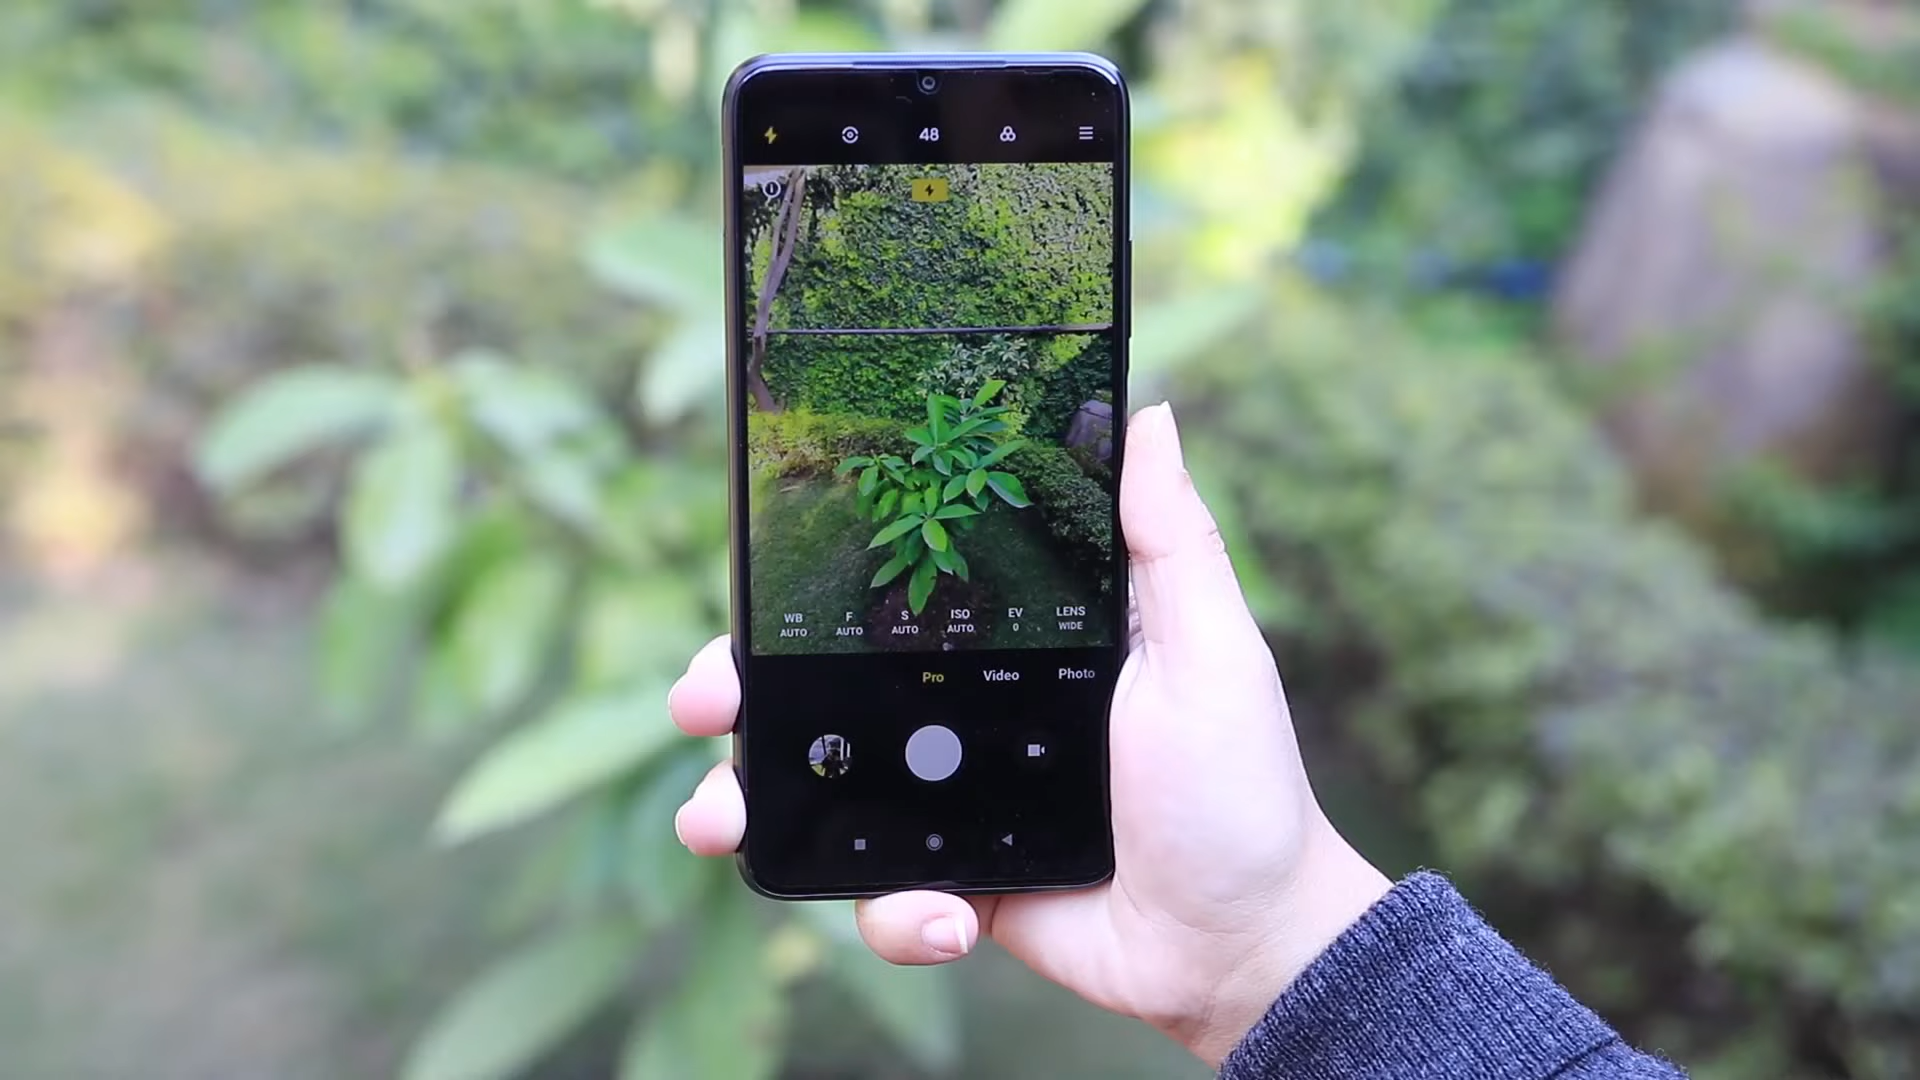 48
WB F S ISO EV LENS
AUTO AUTO AUTO AUTO 0 WIDE
Pro Video Photo